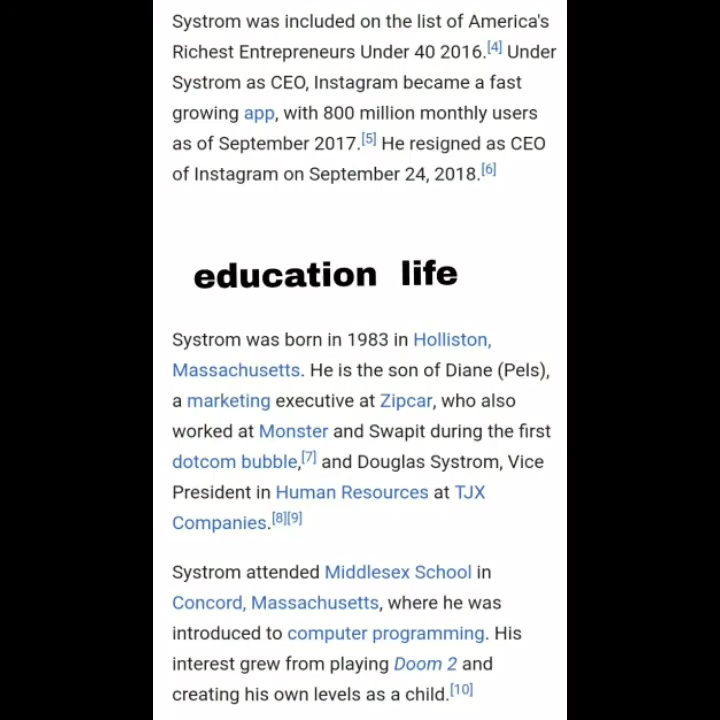 Systrom was included on the list of America's
Richest Entrepreneurs Under 40 2016.[4] Under
Systrom as CEO, Instagram became a fast
growing app, with 800 million monthly users
as of September 2017.[5] He resigned as CEO
of Instagram on September 24, 2018.[6]
education life
Systrom was born in 1983 in Holliston,
Massachusetts. He is the son of Diane (Pels),
a marketing executive at Zipcar, who also
worked at Monster and Swapit during the first
dotcom bubble,[7] and Douglas Systrom, Vice
President in Human Resources at TJX
Companies.[8][9]
Systrom attended Middlesex School in
Concord, Massachusetts, where he was
introduced to computer programming. His
interest grew from playing Doom 2 and
creating his own levels as a child.[10]